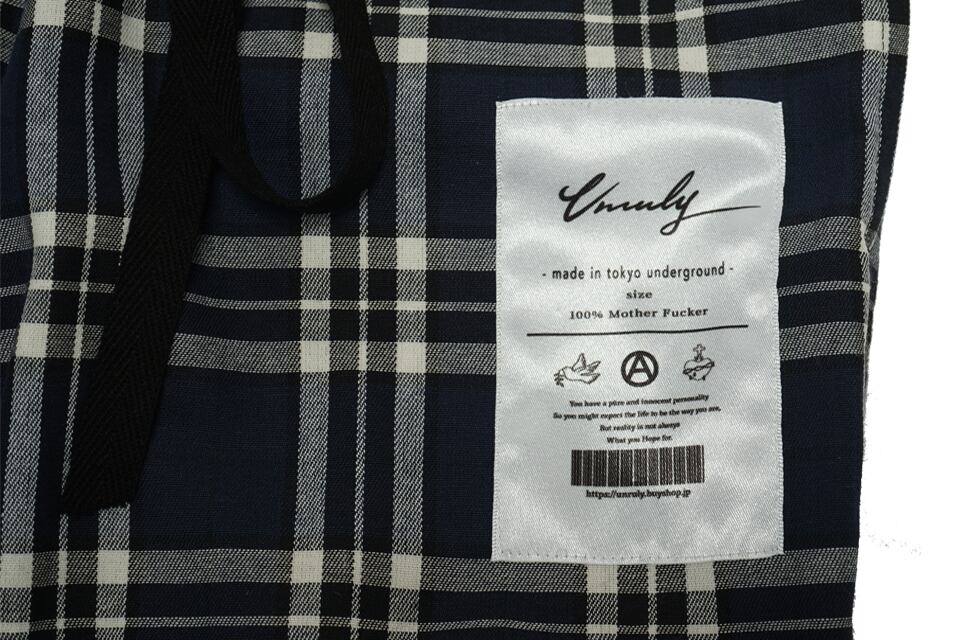 Unruly
- made in tokyo underground -
size
100% Mother Fucker
You have a pure and innocent personality
So you might expect the life to be the way you are,
But reality is not always
What you Hope for.
https://unruly.buyshop.jp